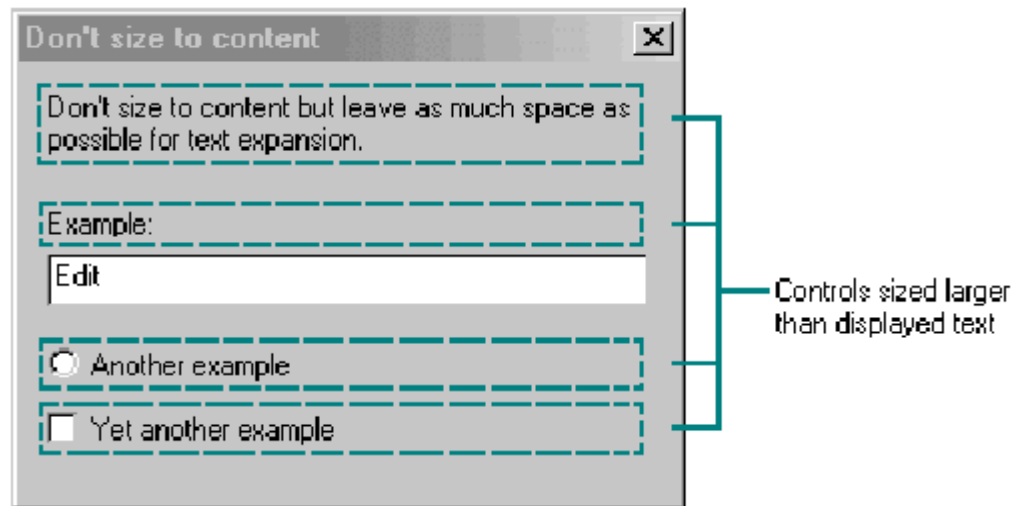 Don't size to content
Don't size to content but leave as much space as
possible for text expansion.
Example:
Edit
Another example
Yet another example
Controls sized larger
than displayed text